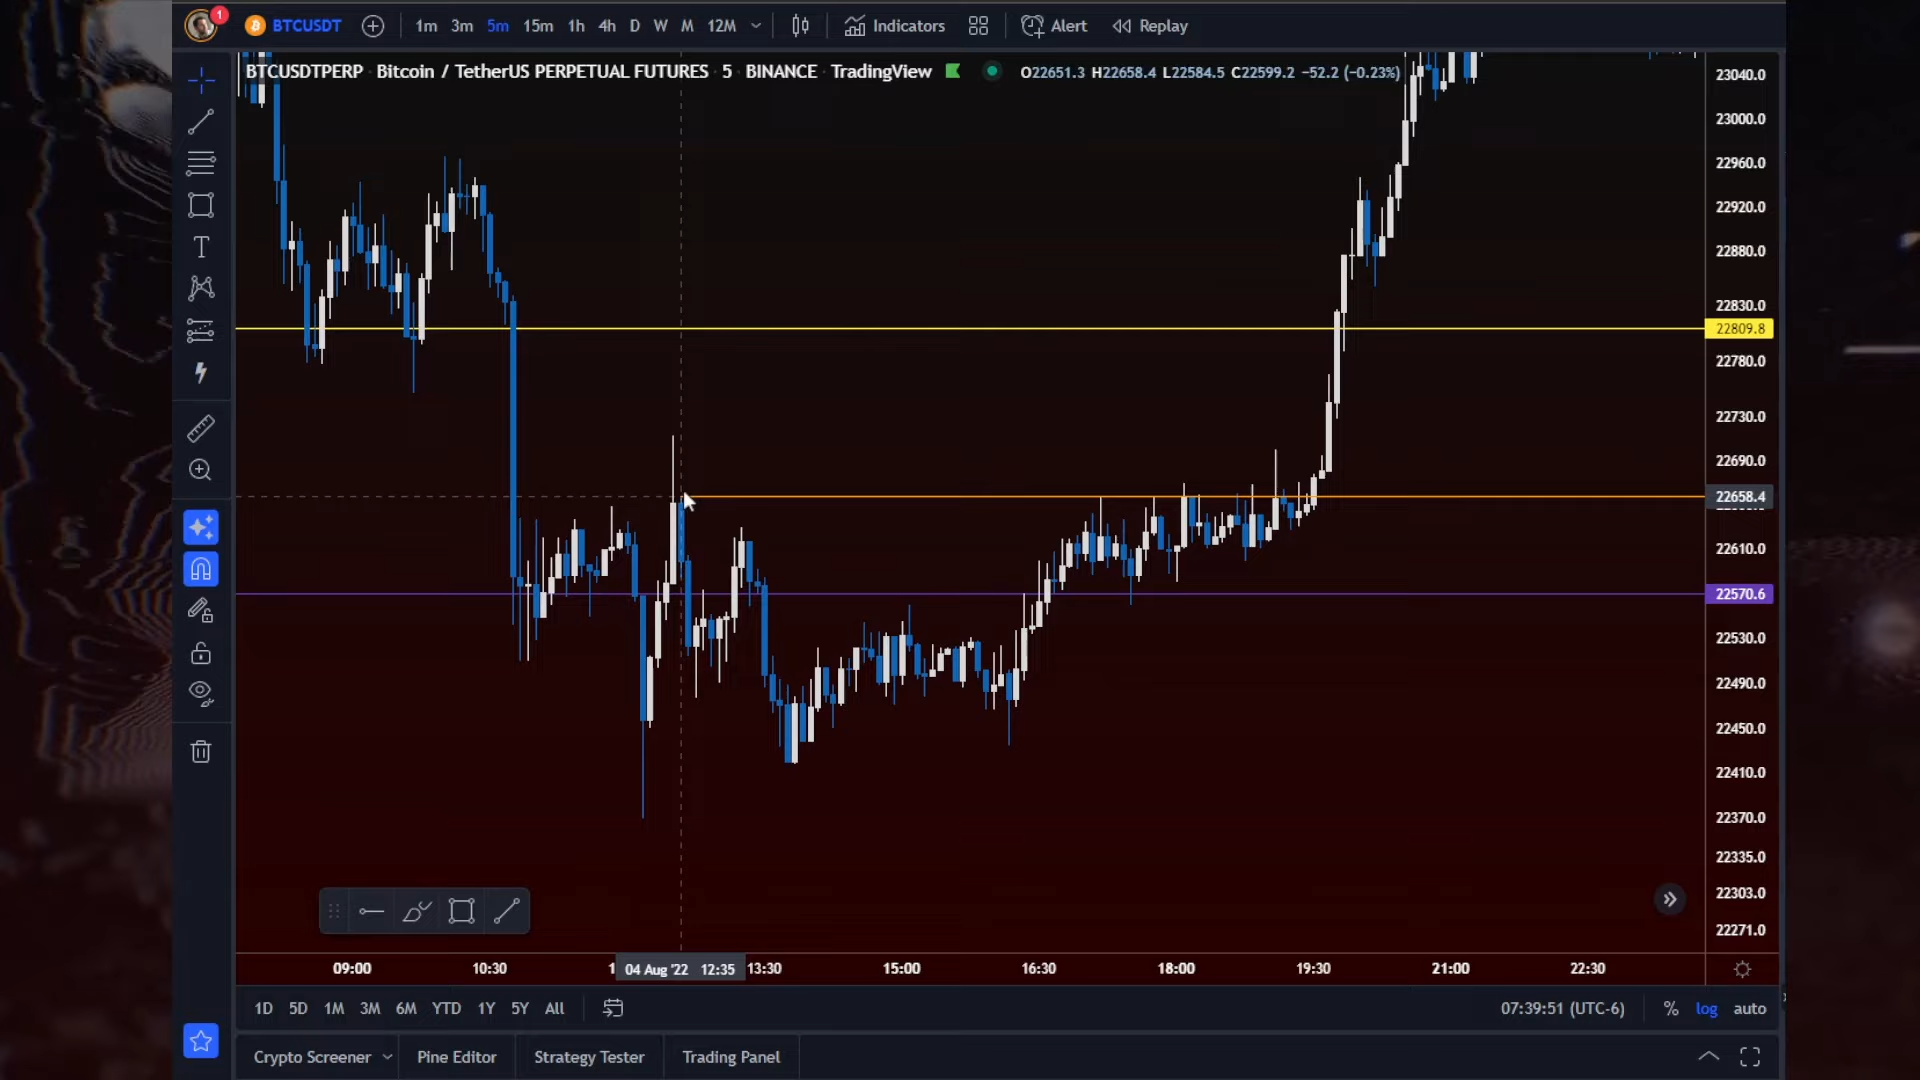 1
BTCUSDT
1m 3m 5m 15m 1h 4h D W M 12M
Indicators
Alert
Replay
BTCUSDTPERP · Bitcoin / TetherUS PERPETUAL FUTURES · 5 · BINANCE · TradingView
O22651.3 H22658.4 L22584.5 C22599.2 −52.2 (−0.23%)
23040.0
23000.0
22960.0
22920.0
22880.0
22830.0
22809.8
22780.0
22730.0
22690.0
22658.4
22610.0
22570.6
22530.0
22490.0
22450.0
22410.0
22370.0
22335.0
22303.0
22271.0
09:00 10:30 04 Aug '22 12:35 13:30 15:00 16:30 18:00 19:30 21:00 22:30
1D 5D 1M 3M 6M YTD 1Y 5Y All
07:39:51 (UTC-6) % log auto
Crypto Screener Pine Editor Strategy Tester Trading Panel